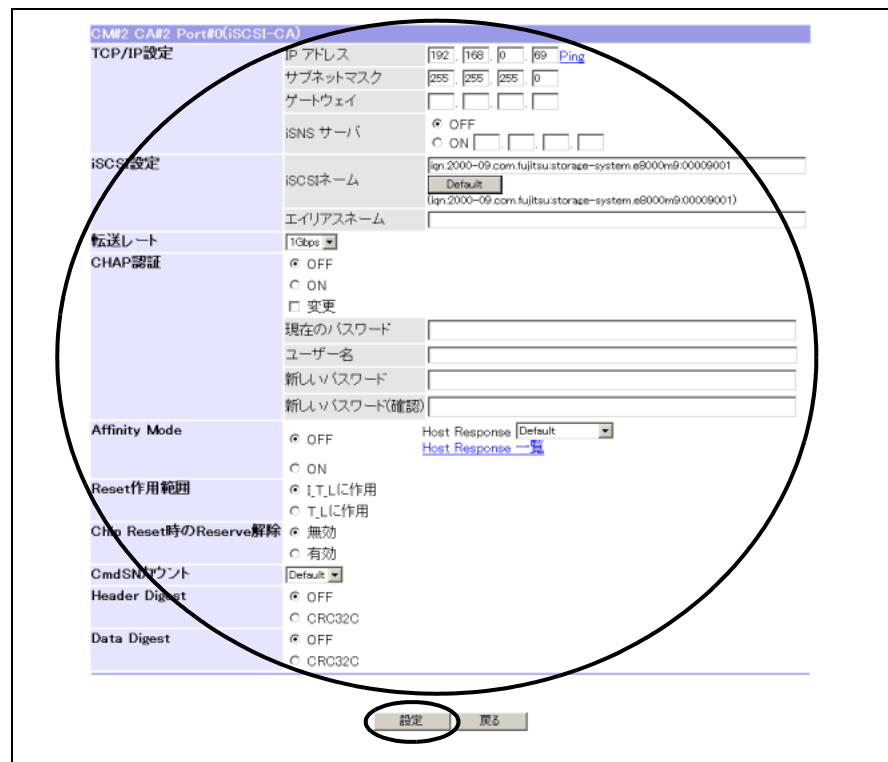 CM#2 CA#2 Port#0(iSCSI-CA)
TCP/IP設定 IP アドレス 192 . 168 . 0 . 69 Ping
サブネットマスク 255 . 255 . 255 . 0
ゲートウェイ . . .
iSNS サーバ OFF
ON . . .
iSCSI設定 iSCSIネーム iqn.2000-09.com.fujitsu:storage-system.e8000m9:00009001
Default
(iqn.2000-09.com.fujitsu:storage-system.e8000m9:00009001)
エイリアスネーム
転送レート 1Gbps
CHAP認証 OFF
ON
変更
現在のパスワード
ユーザー名
新しいパスワード
新しいパスワード(確認)
Affinity Mode OFF Host Response Default
Host Response 一覧
ON
Reset作用範囲 I_T_Lに作用
T_Lに作用
Chip Reset時のReserve解除 無効
有効
CmdSNカウント Default
Header Digest OFF
CRC32C
Data Digest OFF
CRC32C
設定 戻る